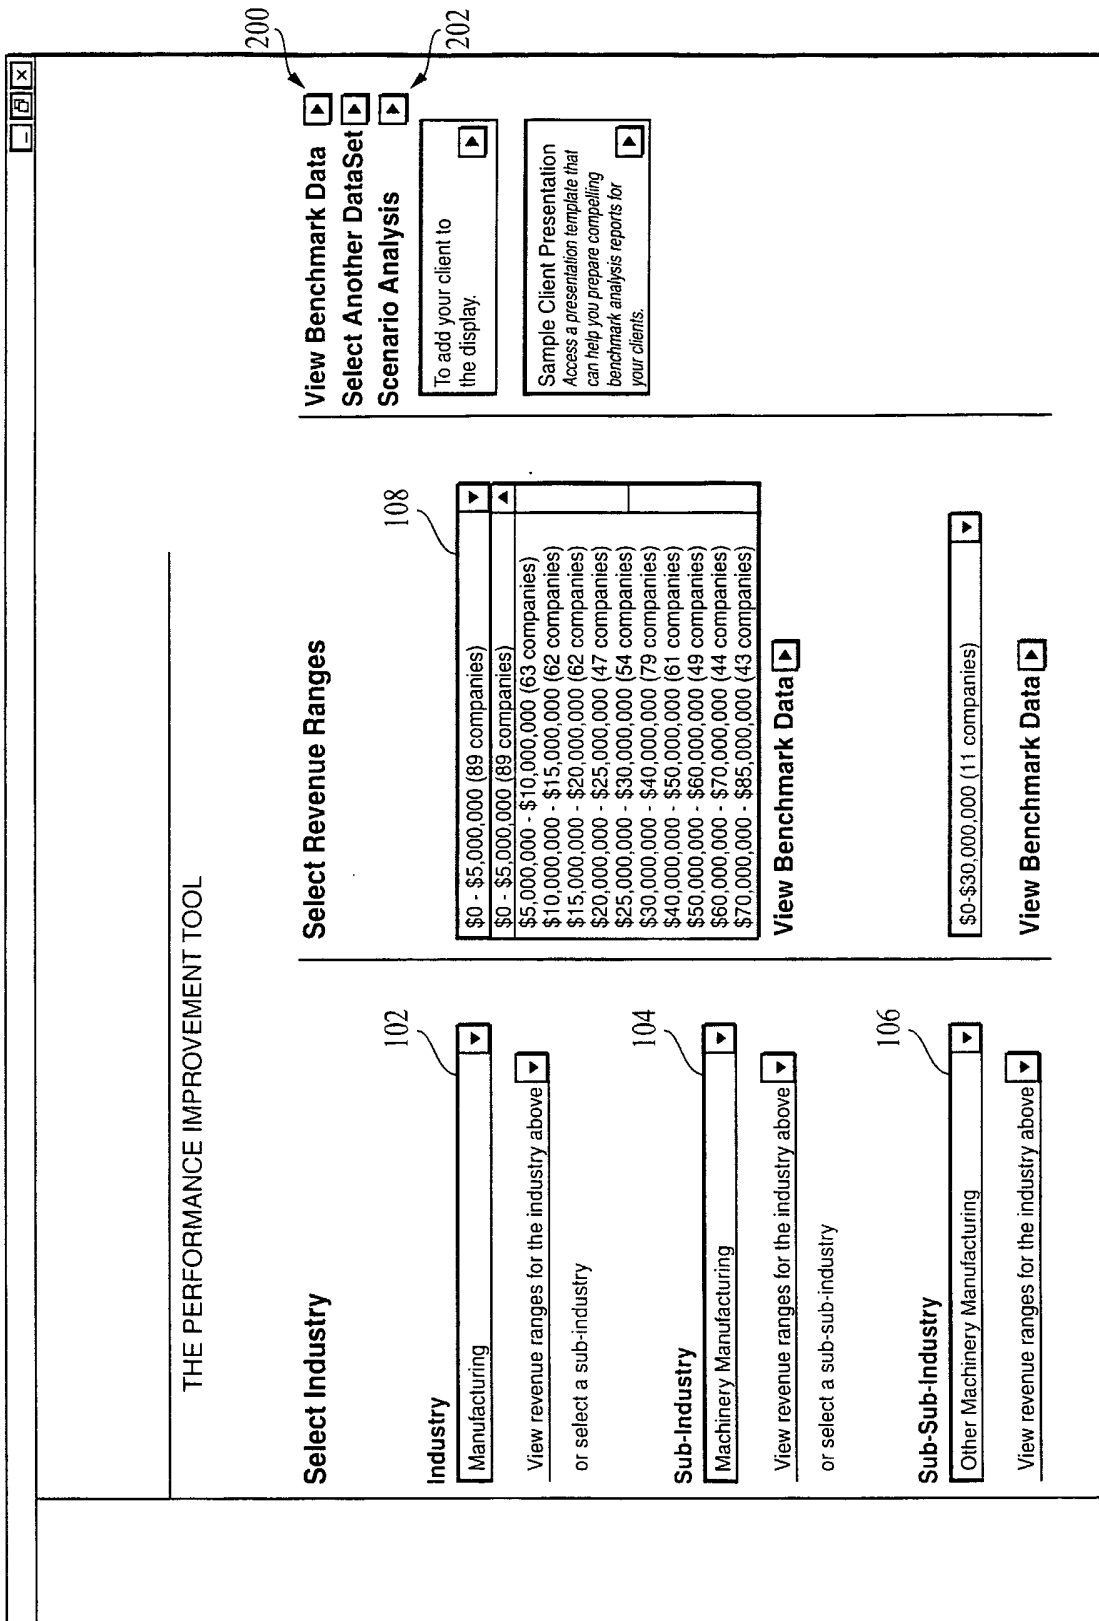 THE PERFORMANCE IMPROVEMENT TOOL
Select Industry
Industry
102
Manufacturing
View revenue ranges for the industry above
or select a sub-industry
Sub-Industry
104
Machinery Manufacturing
View revenue ranges for the industry above
or select a sub-sub-industry
Sub-Sub-Industry
106
Other Machinery Manufacturing
View revenue ranges for the industry above
Select Revenue Ranges
108
$0 - $5,000,000 (89 companies)
$0 - $5,000,000 (89 companies)
$5,000,000 - $10,000,000 (63 companies)
$10,000,000 - $15,000,000 (62 companies)
$15,000,000 - $20,000,000 (62 companies)
$20,000,000 - $25,000,000 (47 companies)
$25,000,000 - $30,000,000 (54 companies)
$30,000,000 - $40,000,000 (79 companies)
$40,000,000 - $50,000,000 (61 companies)
$50,000,000 - $60,000,000 (49 companies)
$60,000,000 - $70,000,000 (44 companies)
$70,000,000 - $85,000,000 (43 companies)
View Benchmark Data
$0-$30,000,000 (11 companies)
View Benchmark Data
200
View Benchmark Data
Select Another DataSet
Scenario Analysis
202
To add your client to
the display.
Sample Client Presentation
Access a presentation template that
can help you prepare compelling
benchmark analysis reports for
your clients.